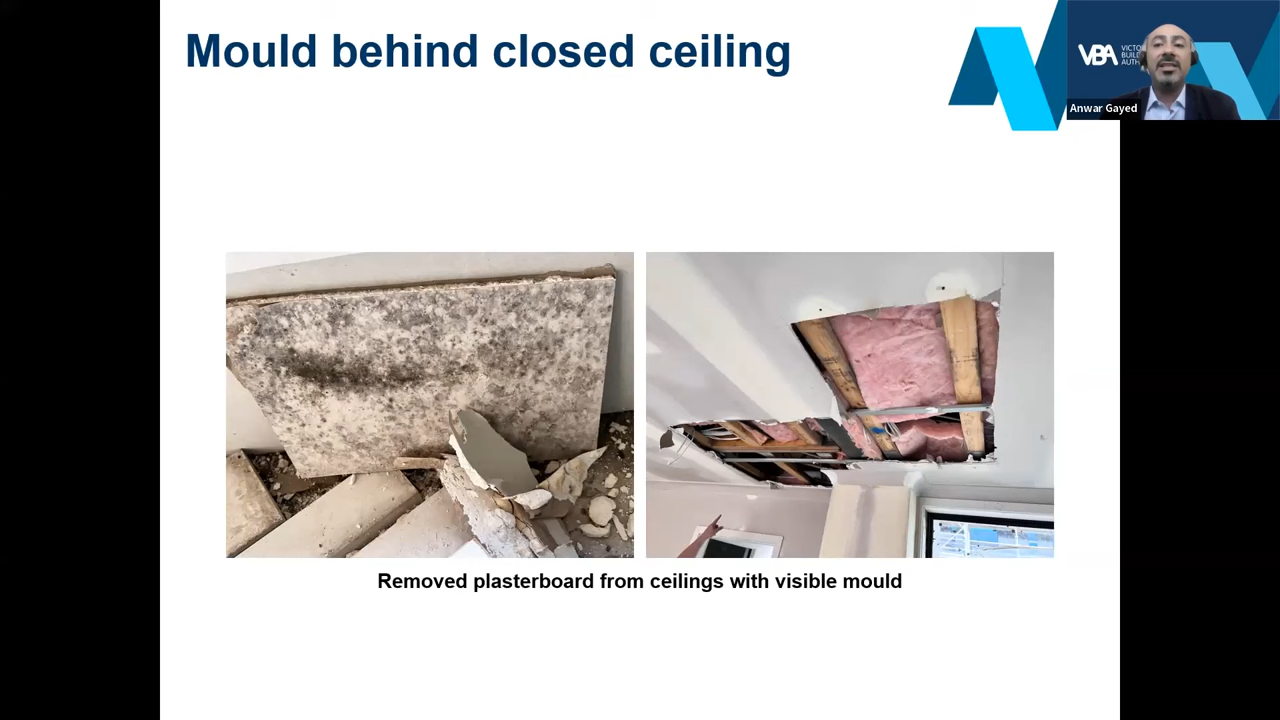 Mould behind closed ceiling
VBA
Anwar Gayed
Removed plasterboard from ceilings with visible mould